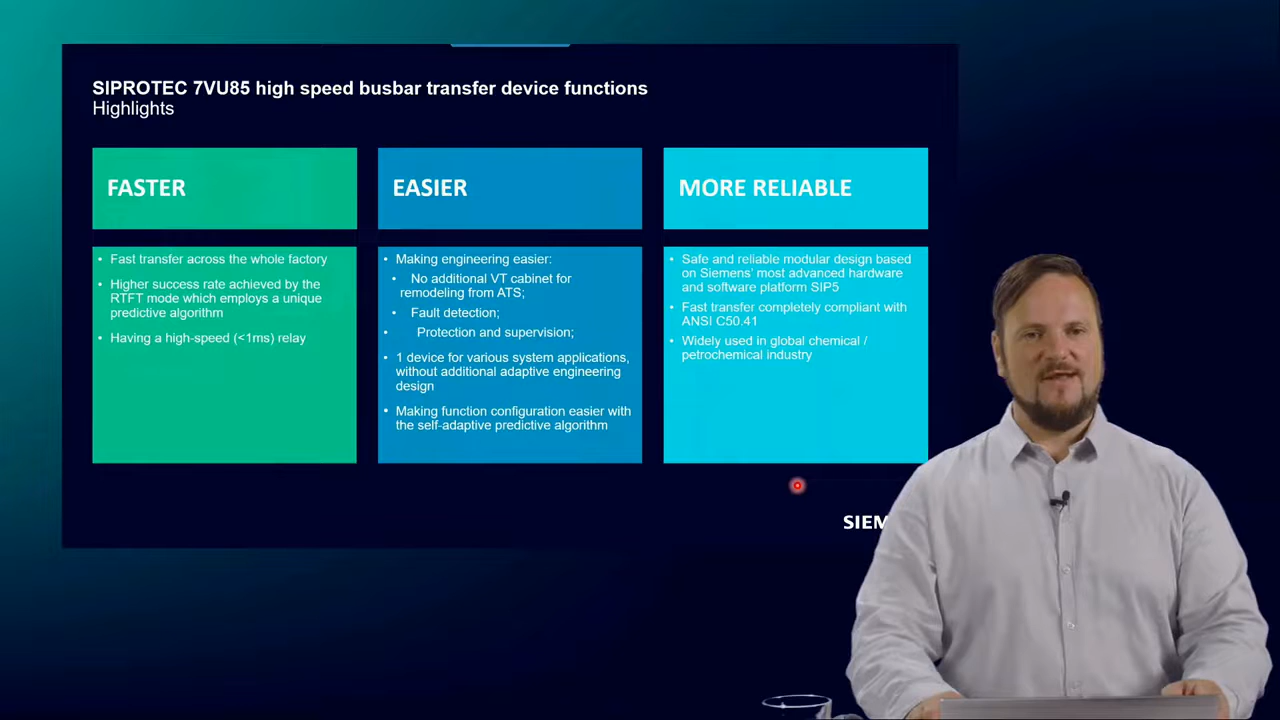 SIPROTEC 7VU85 high speed busbar transfer device functions
Highlights
FASTER
• Fast transfer across the whole factory
• Higher success rate achieved by the
RTFT mode which employs a unique
predictive algorithm
• Having a high-speed (<1ms) relay
EASIER
• Making engineering easier:
• No additional VT cabinet for
remodeling from ATS;
• Fault detection;
• Protection and supervision;
• 1 device for various system applications,
without additional adaptive engineering
design
• Making function configuration easier with
the self-adaptive predictive algorithm
MORE RELIABLE
• Safe and reliable modular design based
on Siemens' most advanced hardware
and software platform SIP5
• Fast transfer completely compliant with
ANSI C50.41
• Widely used in global chemical /
petrochemical industry
SIEM